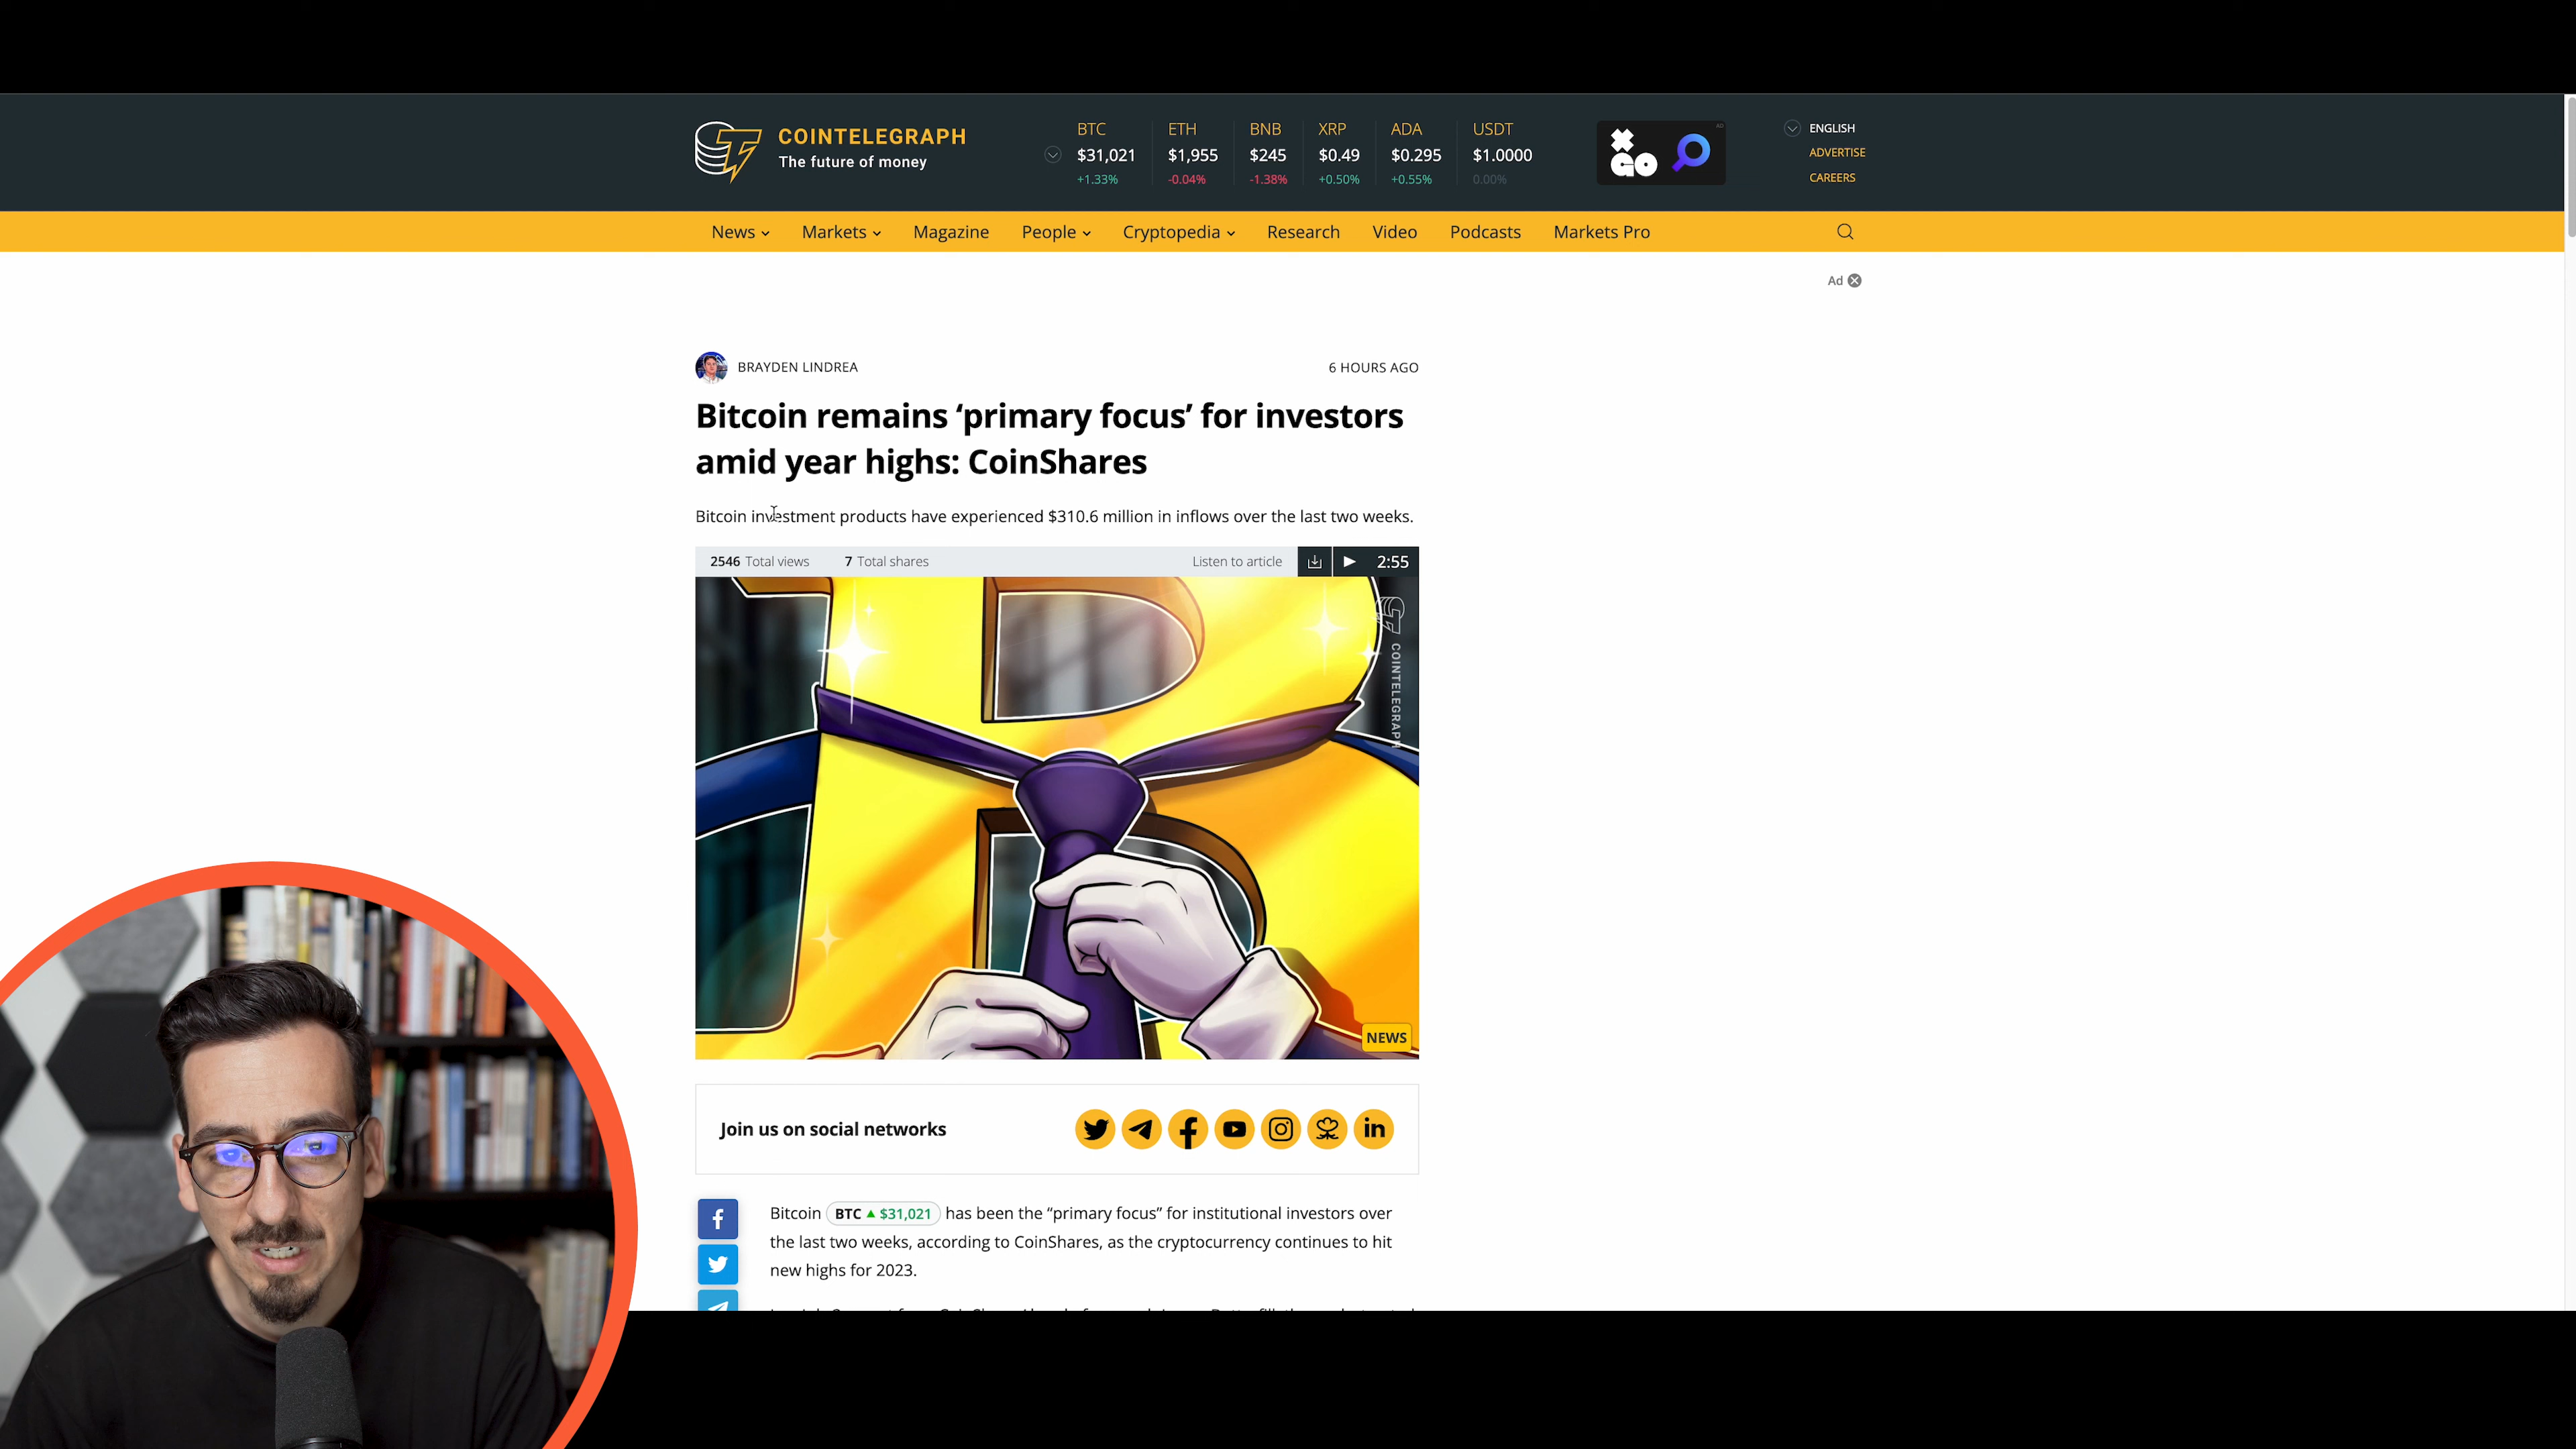 COINTELEGRAPH
The future of money
BTC ETH BNB XRP ADA USDT
$31,021 $1,955 $245 $0.49 $0.295 $1.0000
+1.33% -0.04% -1.38% +0.50% +0.55% 0.00%
AD
GO
ENGLISH
ADVERTISE
CAREERS
News Markets Magazine People Cryptopedia Research Video Podcasts Markets Pro
Ad
BRAYDEN LINDREA 6 HOURS AGO
Bitcoin remains ‘primary focus’ for investors
amid year highs: CoinShares
Bitcoin investment products have experienced $310.6 million in inflows over the last two weeks.
2546 Total views 7 Total shares Listen to article 2:55
COINTELEGRAPH
NEWS
Join us on social networks
Bitcoin BTC ▲ $31,021 has been the “primary focus” for institutional investors over
the last two weeks, according to CoinShares, as the cryptocurrency continues to hit
new highs for 2023.